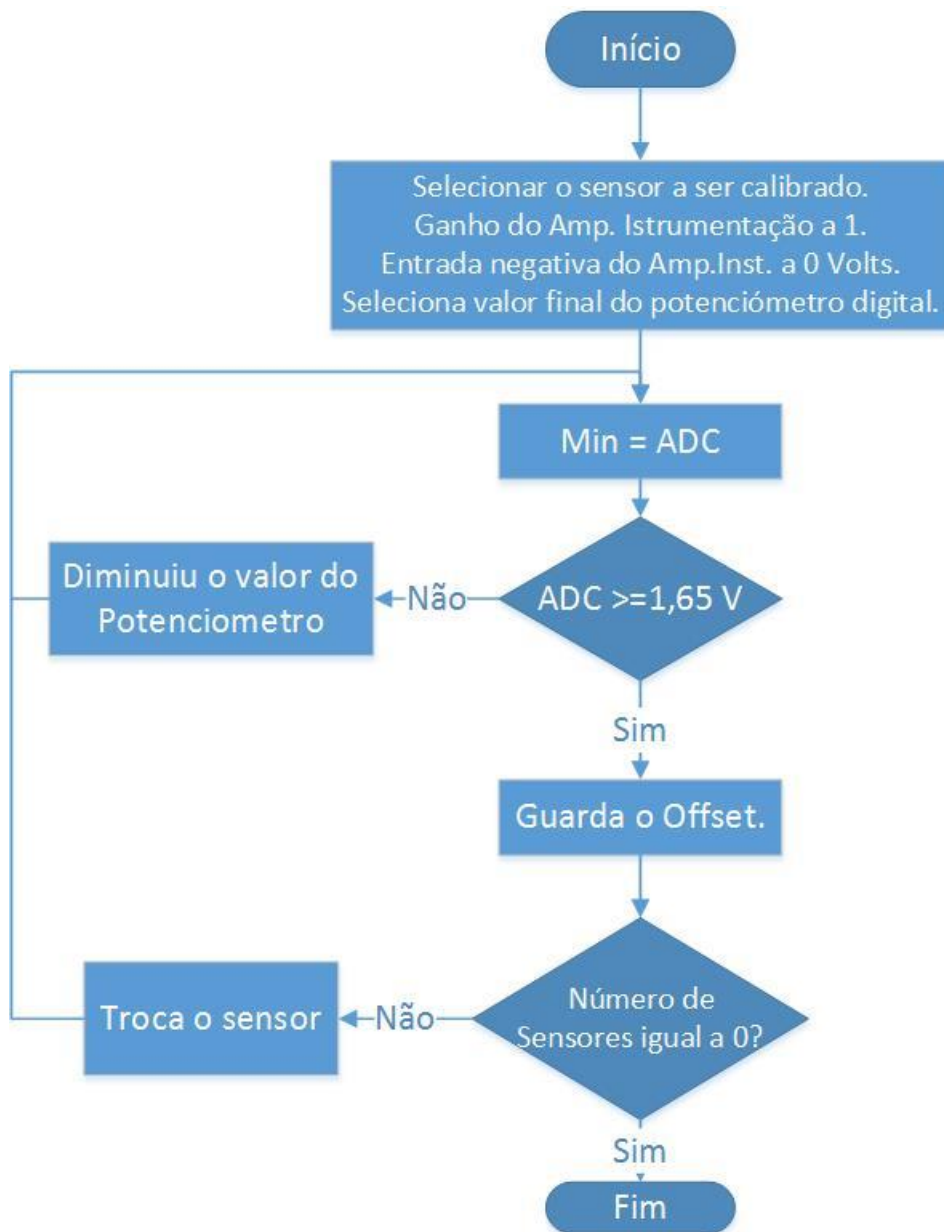 Início
Selecionar o sensor a ser calibrado.
Ganho do Amp. Istrumentação a 1.
Entrada negativa do Amp.Inst. a 0 Volts.
Seleciona valor final do potenciómetro digital.
Min = ADC
ADC >=1,65 V
Não
Diminuiu o valor do
Potenciometro
Sim
Guarda o Offset.
Número de
Sensores igual a 0?
Não
Troca o sensor
Sim
Fim